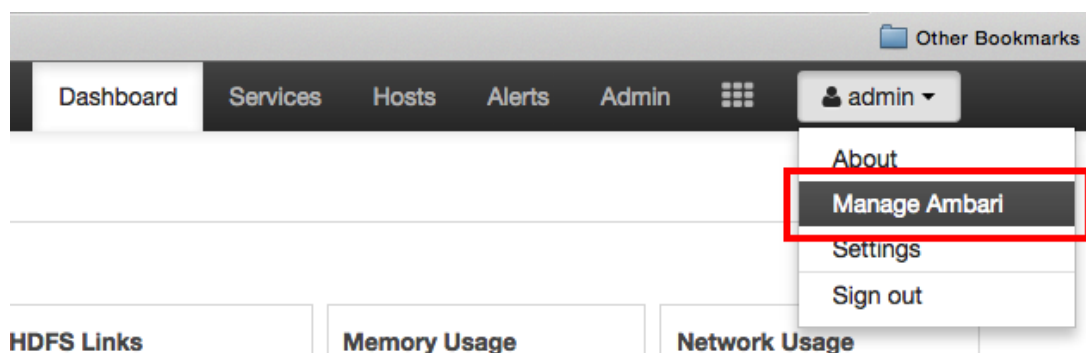 Other Bookmarks
Dashboard Services Hosts Alerts Admin admin
About
Manage Ambari
Settings
Sign out
HDFS Links Memory Usage Network Usage